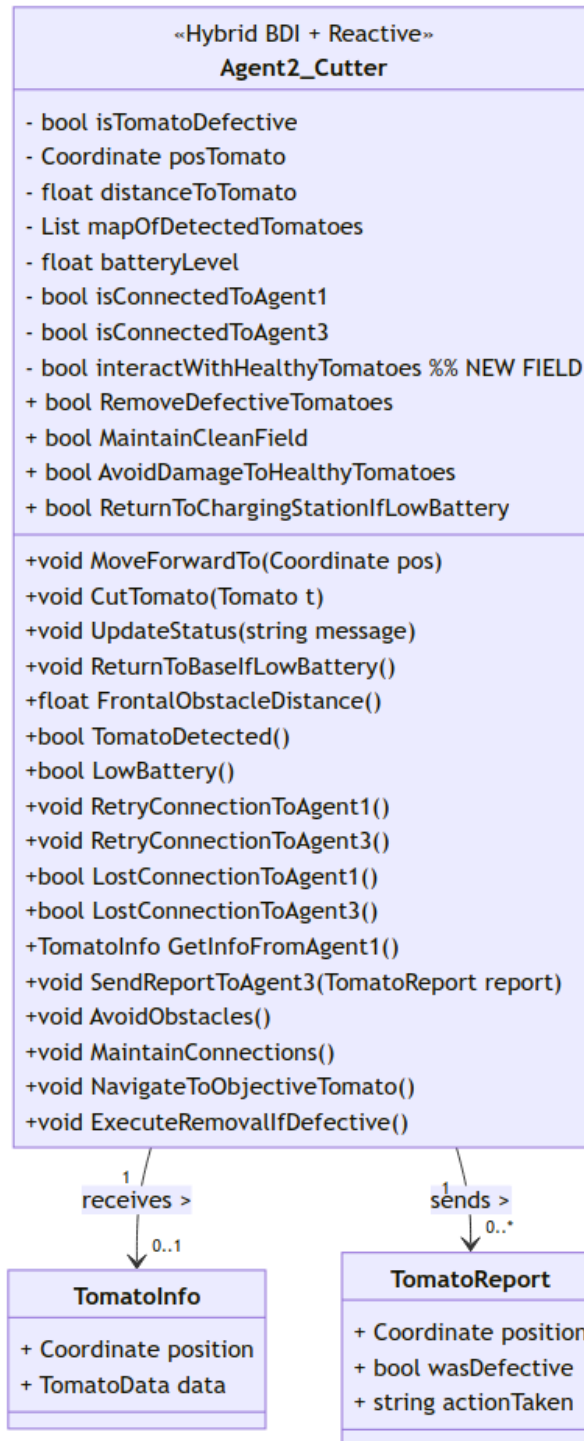 «Hybrid BDI + Reactive»
Agent2_Cutter
- bool isTomatoDefective
- Coordinate posTomato
- float distanceToTomato
- List mapOfDetectedTomatoes
- float batteryLevel
- bool isConnectedToAgent1
- bool isConnectedToAgent3
- bool interactWithHealthyTomatoes %% NEW FIELD
+ bool RemoveDefectiveTomatoes
+ bool MaintainCleanField
+ bool AvoidDamageToHealthyTomatoes
+ bool ReturnToChargingStationIfLowBattery
+void MoveForwardTo(Coordinate pos)
+void CutTomato(Tomato t)
+void UpdateStatus(string message)
+void ReturnToBaseIfLowBattery()
+float FrontalObstacleDistance()
+bool TomatoDetected()
+bool LowBattery()
+void RetryConnectionToAgent1()
+void RetryConnectionToAgent3()
+bool LostConnectionToAgent1()
+bool LostConnectionToAgent3()
+TomatoInfo GetInfoFromAgent1()
+void SendReportToAgent3(TomatoReport report)
+void AvoidObstacles()
+void MaintainConnections()
+void NavigateToObjectiveTomato()
+void ExecuteRemovalIfDefective()
1
receives >
0..1
1
sends >
0..*
TomatoInfo
+ Coordinate position
+ TomatoData data
TomatoReport
+ Coordinate position
+ bool wasDefective
+ string actionTaken